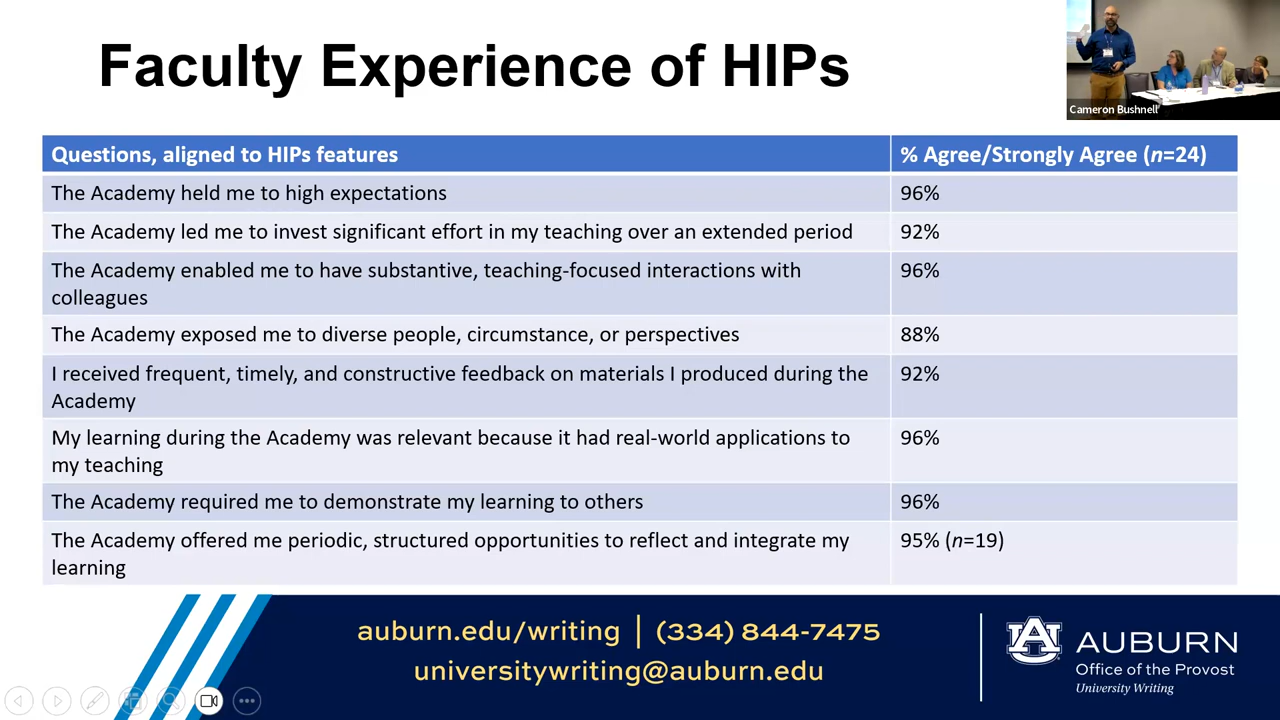 Faculty Experience of HIPs
Cameron Bushnell
Questions, aligned to HIPs features
% Agree/Strongly Agree (n=24)
The Academy held me to high expectations
96%
The Academy led me to invest significant effort in my teaching over an extended period
92%
The Academy enabled me to have substantive, teaching-focused interactions with
colleagues
96%
The Academy exposed me to diverse people, circumstance, or perspectives
88%
I received frequent, timely, and constructive feedback on materials I produced during the
Academy
92%
My learning during the Academy was relevant because it had real-world applications to
my teaching
96%
The Academy required me to demonstrate my learning to others
96%
The Academy offered me periodic, structured opportunities to reflect and integrate my
learning
95% (n=19)
auburn.edu/writing | (334) 844-7475
universitywriting@auburn.edu
AU
AUBURN
Office of the Provost
University Writing